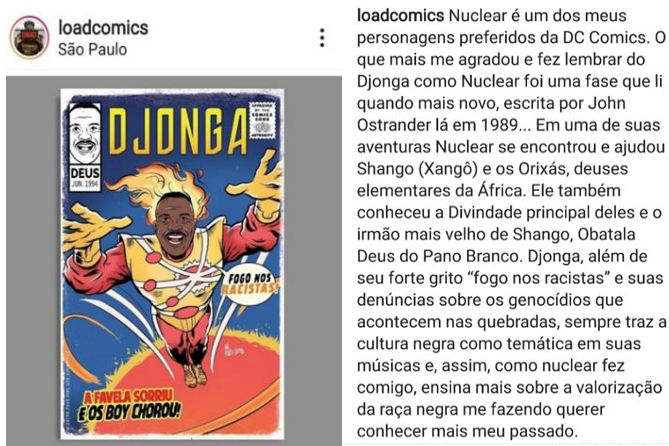 loadcomics
São Paulo
DJONGA
APPROVED
BY THE
COMICS
CODE
AUTHORITY
DEUS
JUN. 1994
FOGO NOS
RACISTAS!
A FAVELA SORRIU
E OS BOY CHOROU!
loadcomics Nuclear é um dos meus
personagens preferidos da DC Comics. O
que mais me agradou e fez lembrar do
Djonga como Nuclear foi uma fase que li
quando mais novo, escrita por John
Ostrander lá em 1989... Em uma de suas
aventuras Nuclear se encontrou e ajudou
Shango (Xangô) e os Orixás, deuses
elementares da África. Ele também
conheceu a Divindade principal deles e o
irmão mais velho de Shango, Obatala
Deus do Pano Branco. Djonga, além de
seu forte grito “fogo nos racistas” e suas
denúncias sobre os genocídios que
acontecem nas quebradas, sempre traz a
cultura negra como temática em suas
músicas e, assim, como nuclear fez
comigo, ensina mais sobre a valorização
da raça negra me fazendo querer
conhecer mais meu passado.